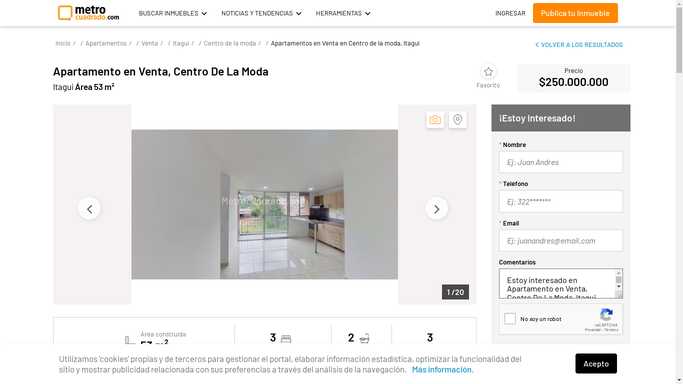 metro
cuadrado.com
BUSCAR INMUEBLES
NOTICIAS Y TENDENCIAS
HERRAMIENTAS
INGRESAR
Publica tu Inmueble
Inicio / / Apartamentos / / Venta / / Itagui / / Centro de la moda / / Apartamentos en Venta en Centro de la moda, Itagui
VOLVER A LOS RESULTADOS
Apartamento en Venta, Centro De La Moda
Itagui Área 53 m²
Favorito
Precio
$250.000.000
1 / 20
¡Estoy Interesado!
* Nombre
Ej: Juan Andres
* Teléfono
Ej: 322*******
* Email
Ej: juanandres@email.com
Comentarios
Estoy interesado en
Apartamento en Venta,
Centro De La Moda, Itagui
No soy un robot
reCAPTCHA
Privacidad - Términos
Área construida
53 m²
3
2
3
Utilizamos 'cookies' propias y de terceros para gestionar el portal, elaborar información estadística, optimizar la funcionalidad del
sitio y mostrar publicidad relacionada con sus preferencias a través del análisis de la navegación. Más información.
Acepto